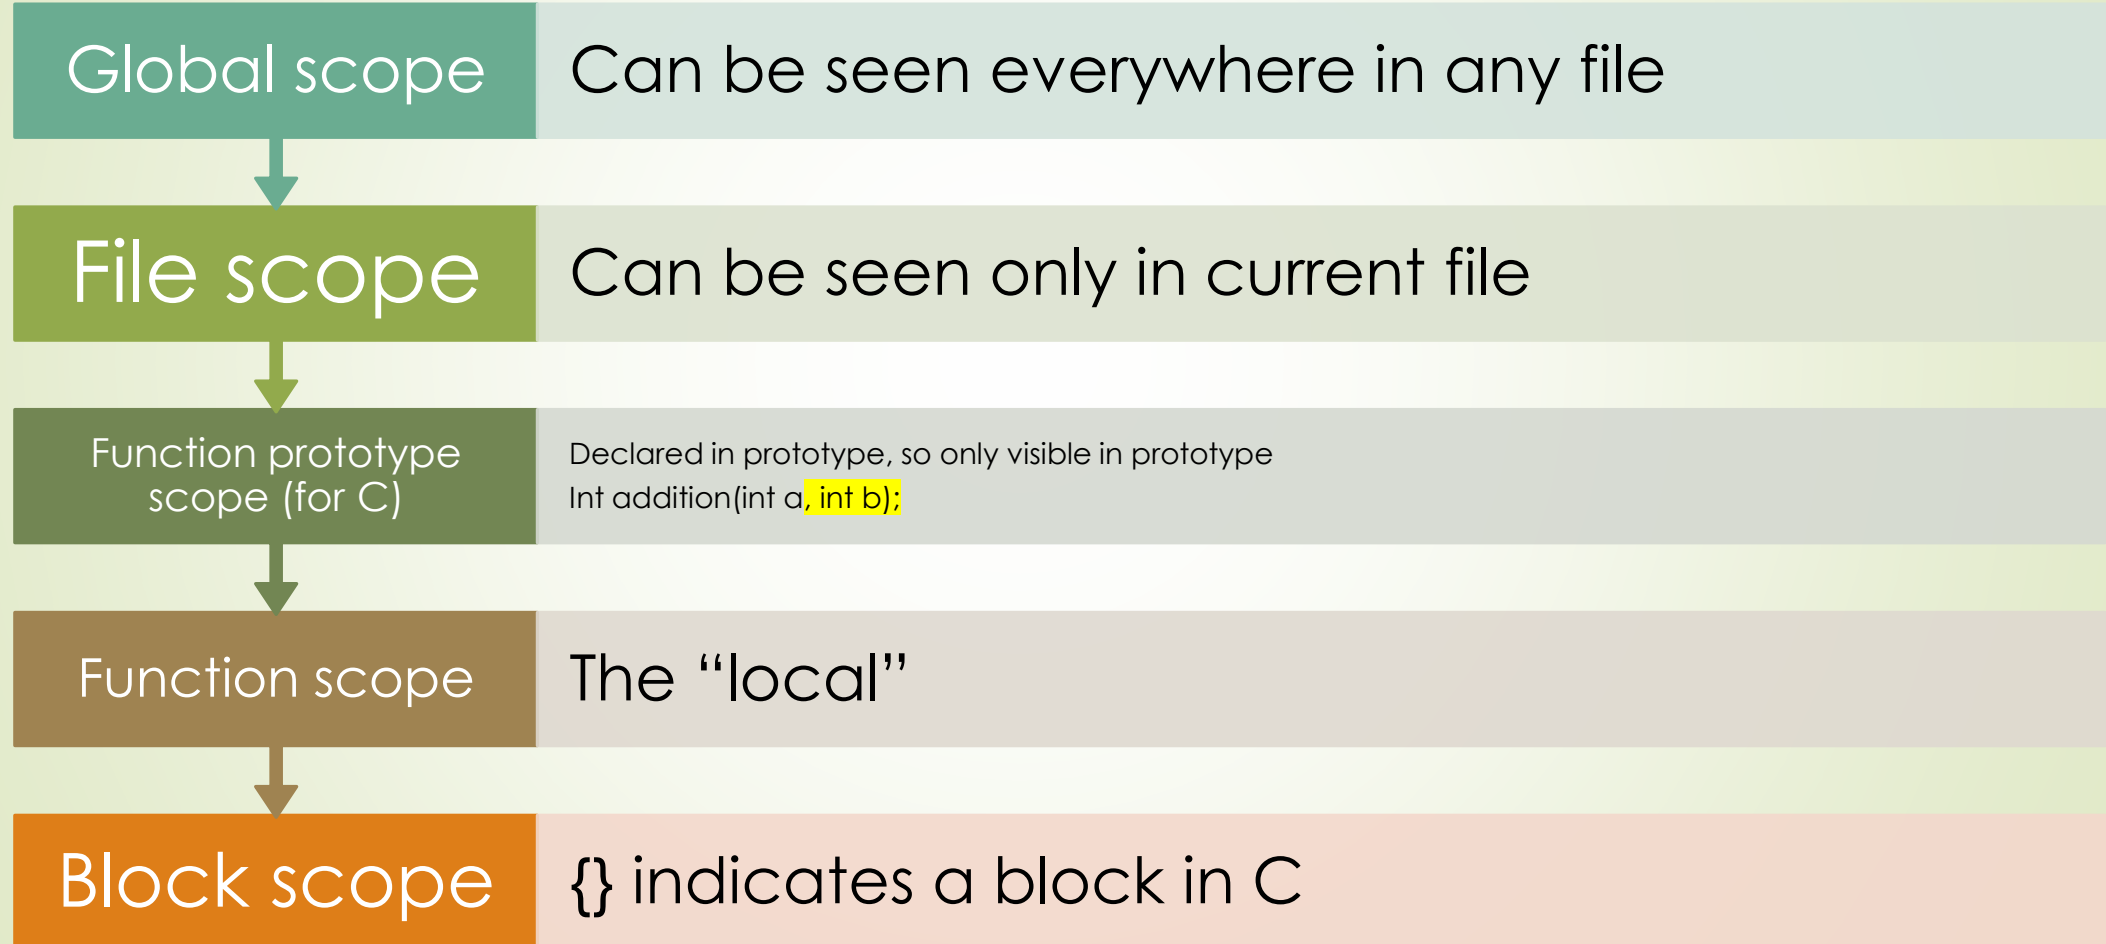 Global scope
Can be seen everywhere in any file
File scope
Can be seen only in current file
Function prototype
scope (for C)
Declared in prototype, so only visible in prototype
Int addition(int a, int b);
Function scope
The “local”
Block scope
{} indicates a block in C